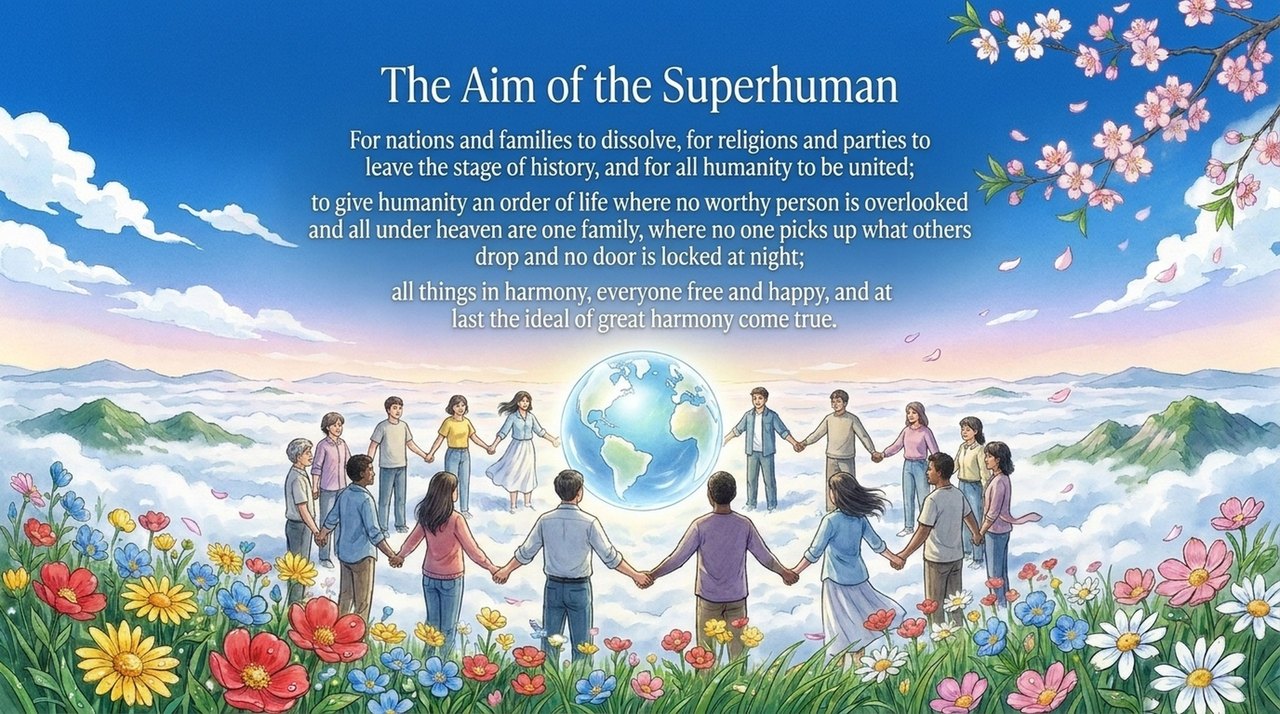 The Aim of the Superhuman
For nations and families to dissolve, for religions and parties to
leave the stage of history, and for all humanity to be united;
to give humanity an order of life where no worthy person is overlooked
and all under heaven are one family, where no one picks up what others
drop and no door is locked at night;
all things in harmony, everyone free and happy, and at
last the ideal of great harmony come true.